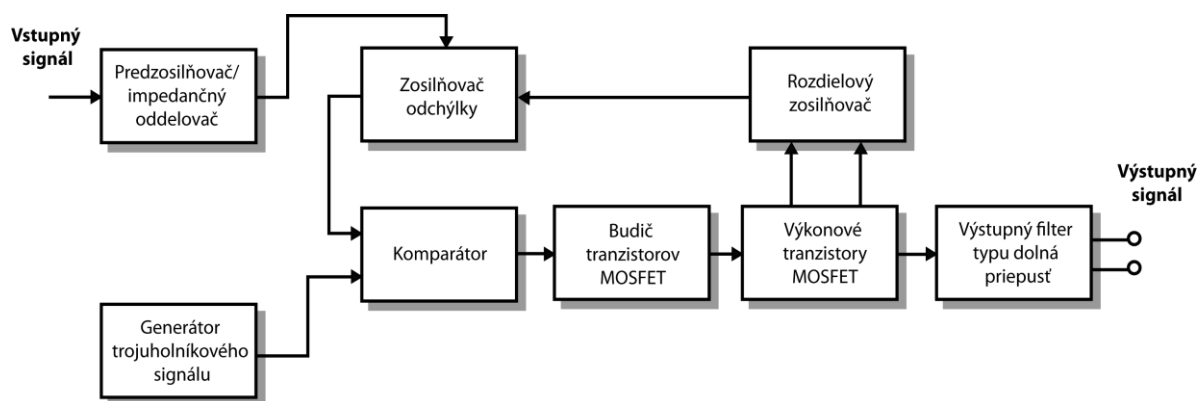 Vstupný
signál
Predzosilňovač/
impedančný
oddelovač
Zosilňovač
odchýlky
Rozdielový
zosilňovač
Výstupný
signál
Komparátor
Budič
tranzistorov
MOSFET
Výkonové
tranzistory
MOSFET
Výstupný filter
typu dolná
priepusť
Generátor
trojuholníkového
signálu